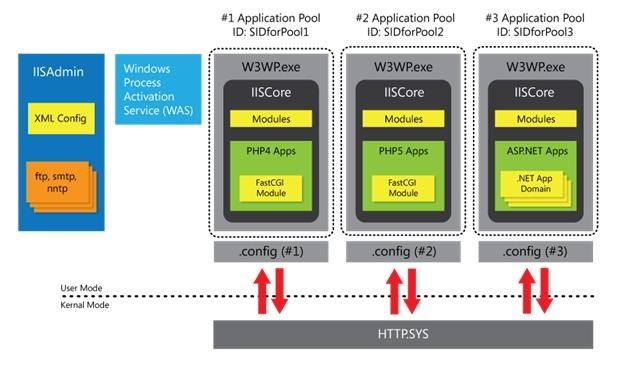 #1 Application Pool
ID: SIDforPool1
#2 Application Pool
ID: SIDforPool2
#3 Application Pool
ID: SIDforPool3
IISAdmin
XML Config
ftp, smtp,
nntp
Windows
Process
Activation
Service (WAS)
W3WP.exe
IISCore
Modules
PHP4 Apps
FastCGI
Module
.config (#1)
W3WP.exe
IISCore
Modules
PHP5 Apps
FastCGI
Module
.config (#2)
W3WP.exe
IISCore
Modules
ASP.NET Apps
.NET App
Domain
.config (#3)
User Mode
Kernal Mode
HTTP.SYS